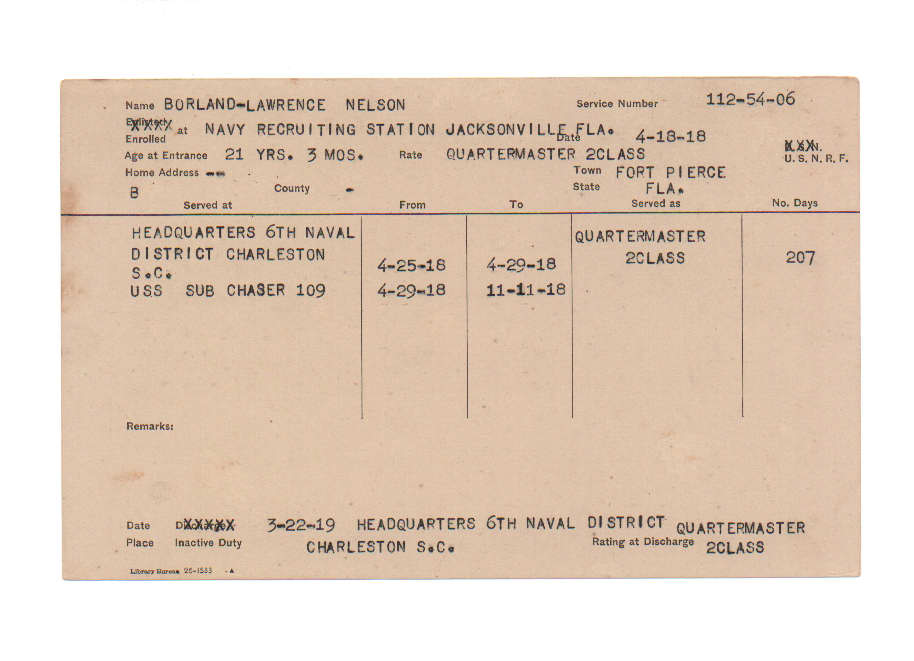 Name BORLAND-LAWRENCE NELSON Service Number 112-54-06
Enlisted
Enrolled at NAVY RECRUITING STATION JACKSONVILLE FLA. Date 4-18-18
Age at Entrance 21 YRS. 3 MOS. Rate QUARTERMASTER 2CLASS U. S. N. R. F.
Home Address -- Town FORT PIERCE
B County - State FLA.
Served at From To Served as No. Days
HEADQUARTERS 6TH NAVAL QUARTERMASTER
DISTRICT CHARLESTON 4-25-18 4-29-18 2CLASS 207
S.C.
USS SUB CHASER 109 4-29-18 11-11-18
Remarks:
Date Discharge 3-22-19 HEADQUARTERS 6TH NAVAL DISTRICT QUARTERMASTER
Place Inactive Duty CHARLESTON S.C. Rating at Discharge 2CLASS
Library Bureau 26-1583 -A